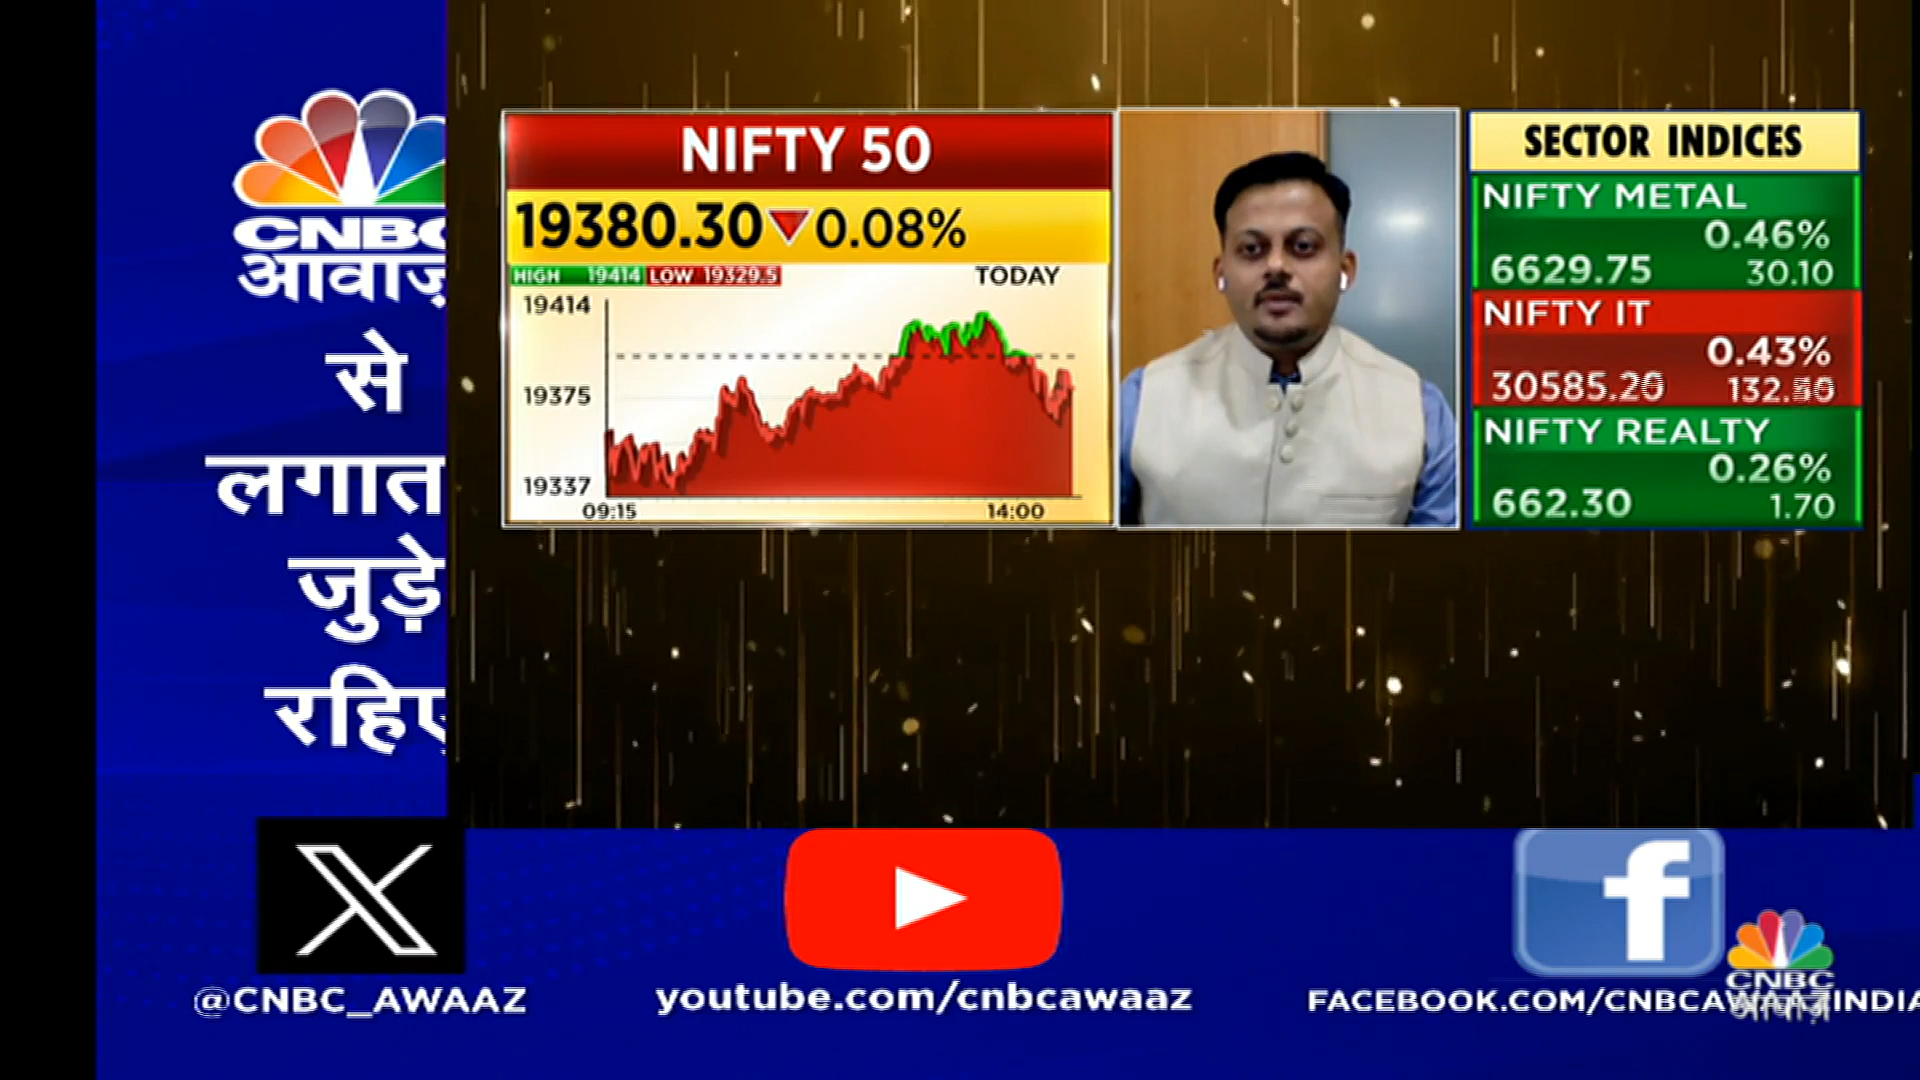 CNBC
आवाज़
से
लगात
जुड़े
रहिए
NIFTY 50
19380.30 0.08%
HIGH 19414 LOW 19329.5 TODAY
19414
19375
19337
09:15 14:00
SECTOR INDICES
NIFTY METAL
0.46%
6629.75 30.10
NIFTY IT
0.43%
30585.20
NIFTY REALTY
0.26%
662.30 1.70
@CNBC_AWAAZ
youtube.com/cnbcawaaz
FACEBOOK.COM/CNBCAWAAZINDIA
CNBC
आवाज़